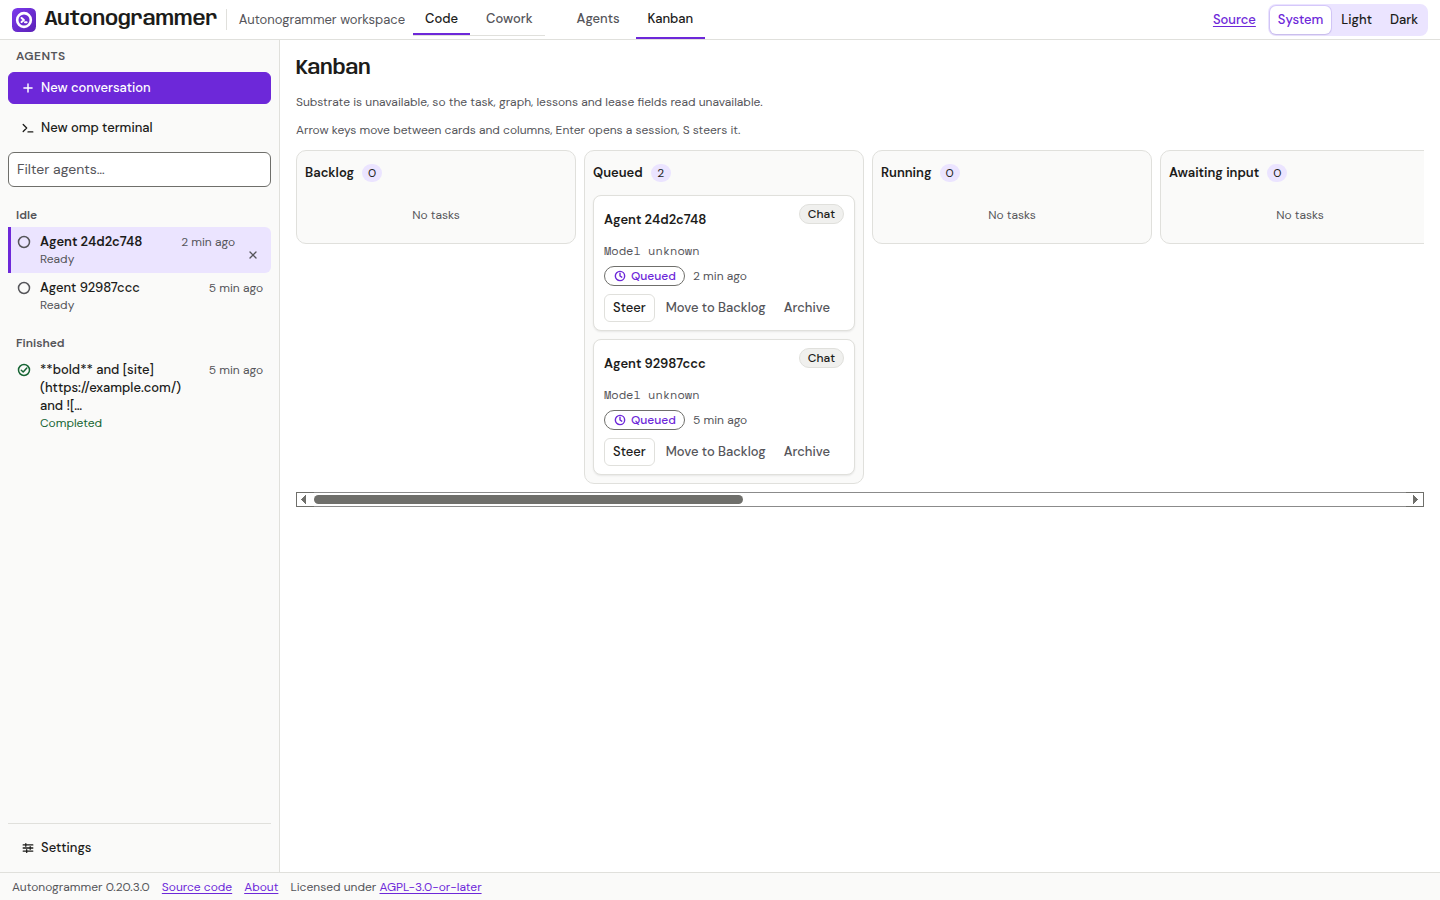 Autonogrammer
Autonogrammer workspace
Code
Cowork
Agents
Kanban
Source
System
Light
Dark
AGENTS
New conversation
New omp terminal
Filter agents...
Idle
Agent 24d2c748
2 min ago
Ready
Agent 92987ccc
5 min ago
Ready
Finished
**bold** and [site]
5 min ago
(https://example.com/)
and ![...
Completed
Settings
Kanban
Substrate is unavailable, so the task, graph, lessons and lease fields read unavailable.
Arrow keys move between cards and columns, Enter opens a session, S steers it.
Backlog 0
No tasks
Queued 2
Agent 24d2c748
Chat
Model unknown
Queued
2 min ago
Steer
Move to Backlog
Archive
Agent 92987ccc
Chat
Model unknown
Queued
5 min ago
Steer
Move to Backlog
Archive
Running 0
No tasks
Awaiting input 0
No tasks
Autonogrammer 0.20.3.0
Source code
About
Licensed under AGPL-3.0-or-later